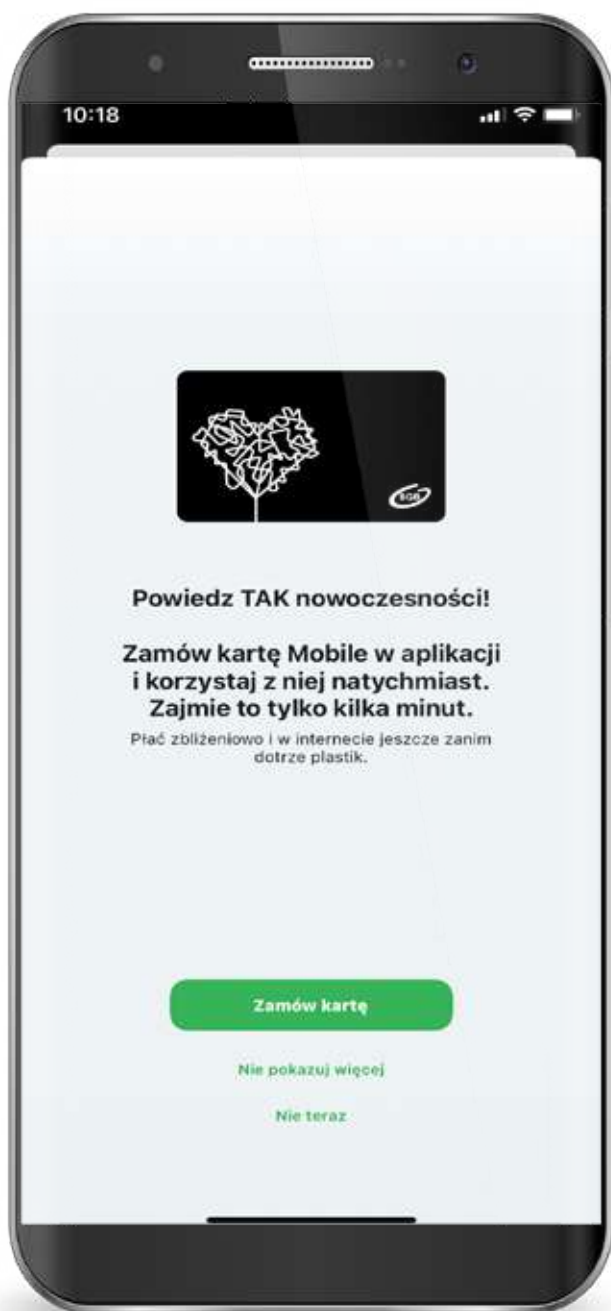 10:18
SGB
Powiedz TAK nowoczesności!
Zamów kartę Mobile w aplikacji
i korzystaj z niej natychmiast.
Zajmie to tylko kilka minut.
Płać zbliżeniowo i w internecie jeszcze zanim
dotrze plastik.
Zamów kartę
Nie pokazuj więcej
Nie teraz